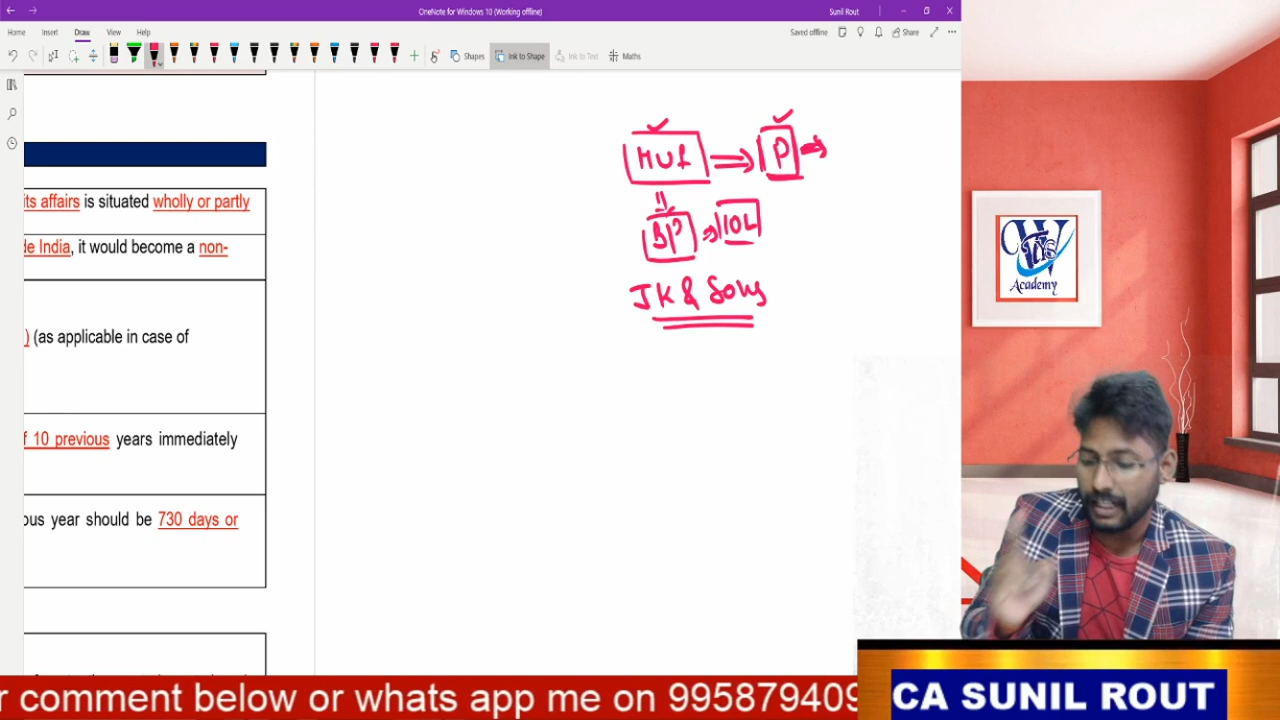 OneNote for Windows 10 (Working offline)
Sunil Rout
Home Insert Draw View Help
Saved offline
Share
Shapes
Ink to Shape
Ink to Text
Maths
its affairs is situated wholly or partly
de India, it would become a non-
) (as applicable in case of
f 10 previous years immediately
ous year should be 730 days or
HUF
P
BP
10L
JK & Sons
Academy
r comment below or whats app me on 995879409
CA SUNIL ROUT